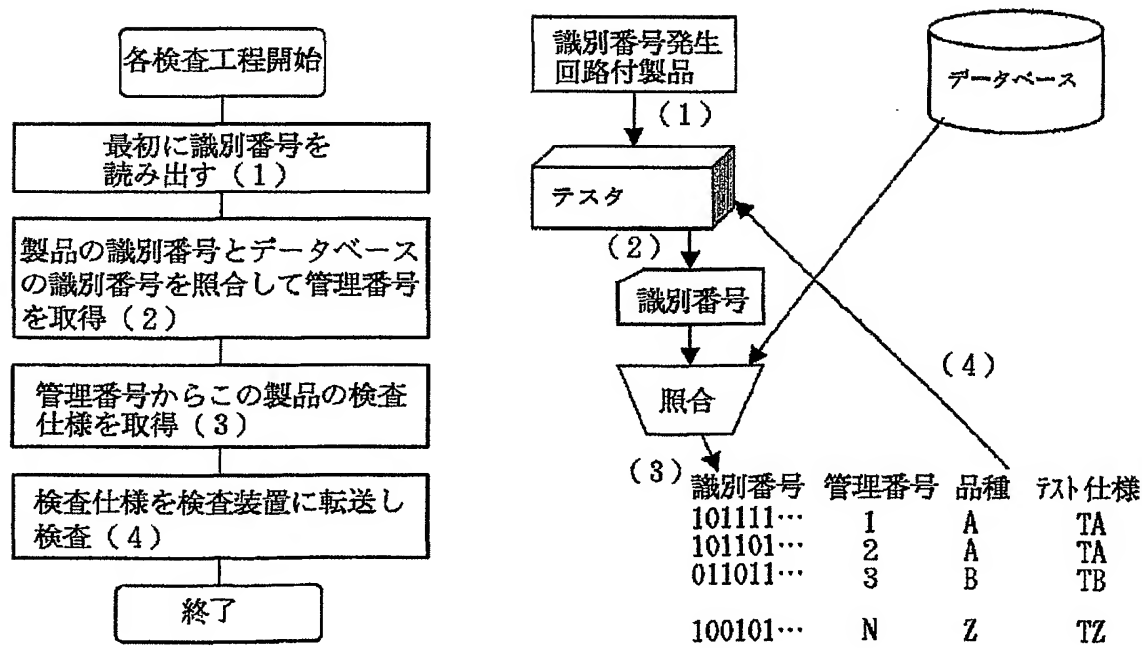 各検査工程開始
最初に識別番号を
読み出す(1)
製品の識別番号とデータベース
の識別番号を照合して管理番号
を取得(2)
管理番号からこの製品の検査
仕様を取得(3)
検査仕様を検査装置に転送し
検査(4)
終了
識別番号発生
回路付製品
(1)
テスタ
(2)
識別番号
照合
(3)
データベース
(4)
識別番号 管理番号 品種 テスト仕様
101111… 1 A TA
101101… 2 A TA
011011… 3 B TB
100101… N Z TZ